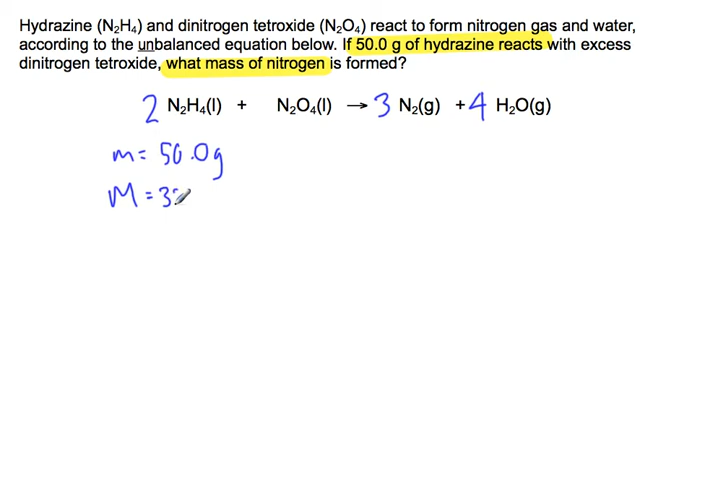 Hydrazine (N₂H₄) and dinitrogen tetroxide (N₂O₄) react to form nitrogen gas and water,
according to the unbalanced equation below. If 50.0 g of hydrazine reacts with excess
dinitrogen tetroxide, what mass of nitrogen is formed?
2 N₂H₄(l) + N₂O₄(l) → 3 N₂(g) + 4 H₂O(g)
m = 50.0g
M = 3